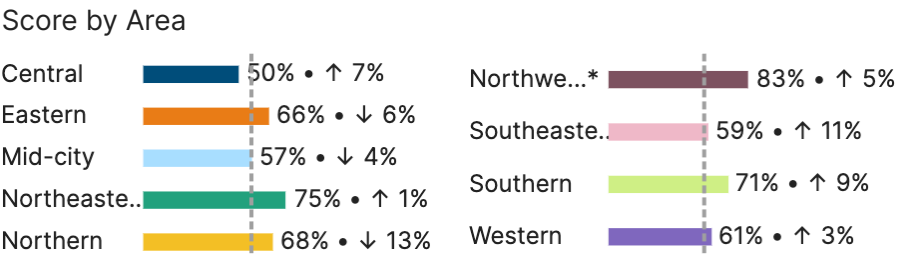 Score by Area
Central 50% • ↑ 7%
Eastern 66% • ↓ 6%
Mid-city 57% • ↓ 4%
Northeaste.. 75% • ↑ 1%
Northern 68% • ↓ 13%
Northwe...* 83% • ↑ 5%
Southeaste.. 59% • ↑ 11%
Southern 71% • ↑ 9%
Western 61% • ↑ 3%